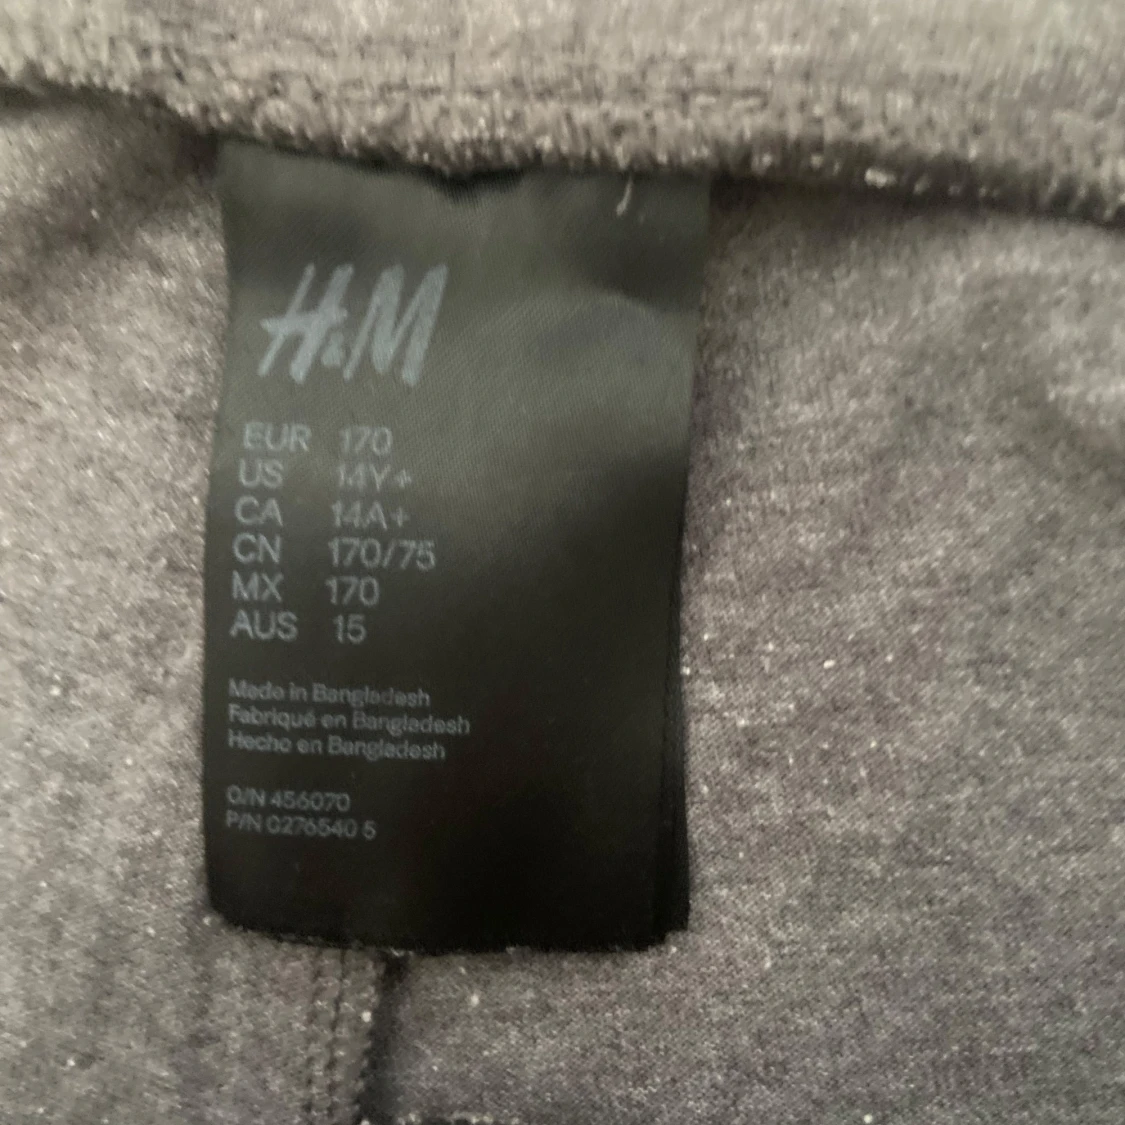 H&M
EUR 170
US 14Y+
CA 14A+
CN 170/75
MX 170
AUS 15
Made in Bangladesh
Fabriqué en Bangladesh
Hecho en Bangladesh
O/N 456070
P/N 0276540 5